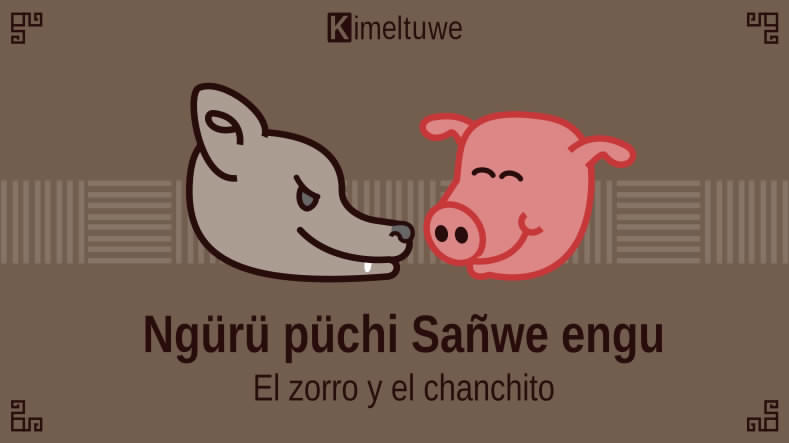 Kimeltuwe
Ngürü püchi Sañwe engu
El zorro y el chanchito